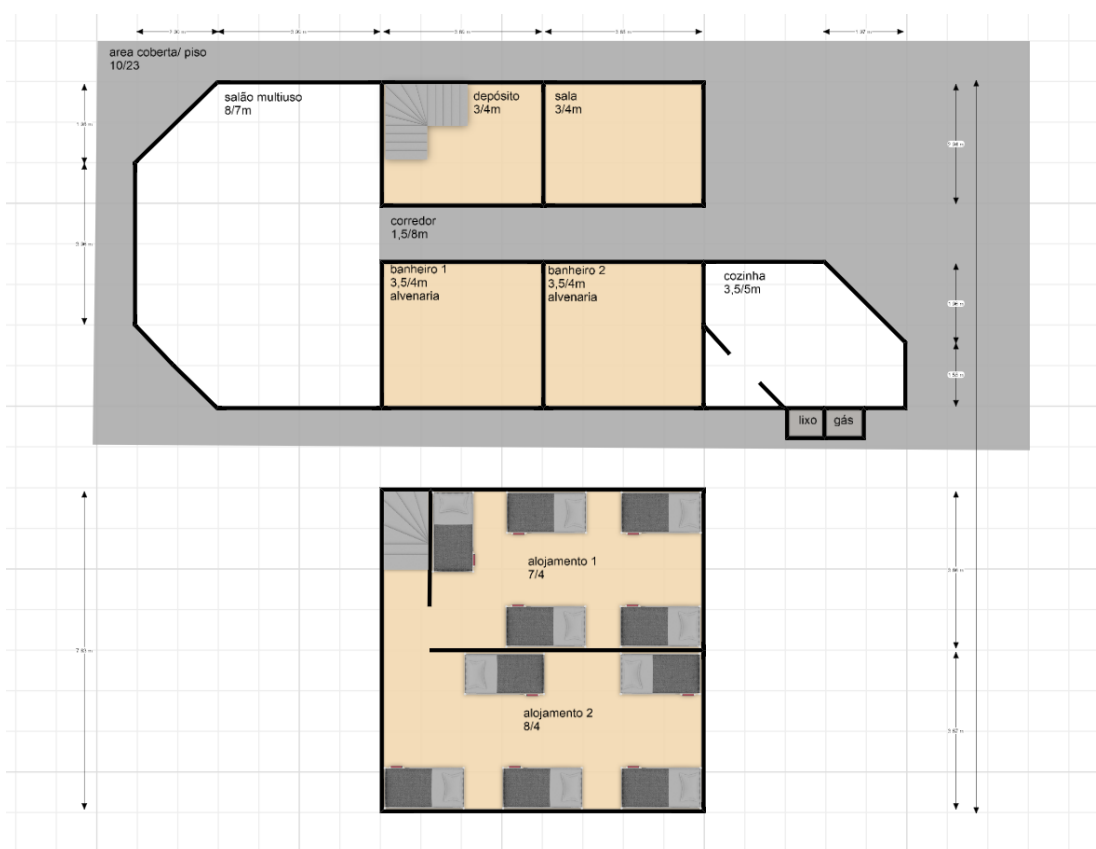 area coberta/ piso
10/23
salão multiuso
8/7m
depósito
3/4m
sala
3/4m
corredor
1,5/8m
banheiro 1
3,5/4m
alvenaria
banheiro 2
3,5/4m
alvenaria
cozinha
3,5/5m
lixo
gás
alojamento 1
7/4
alojamento 2
8/4